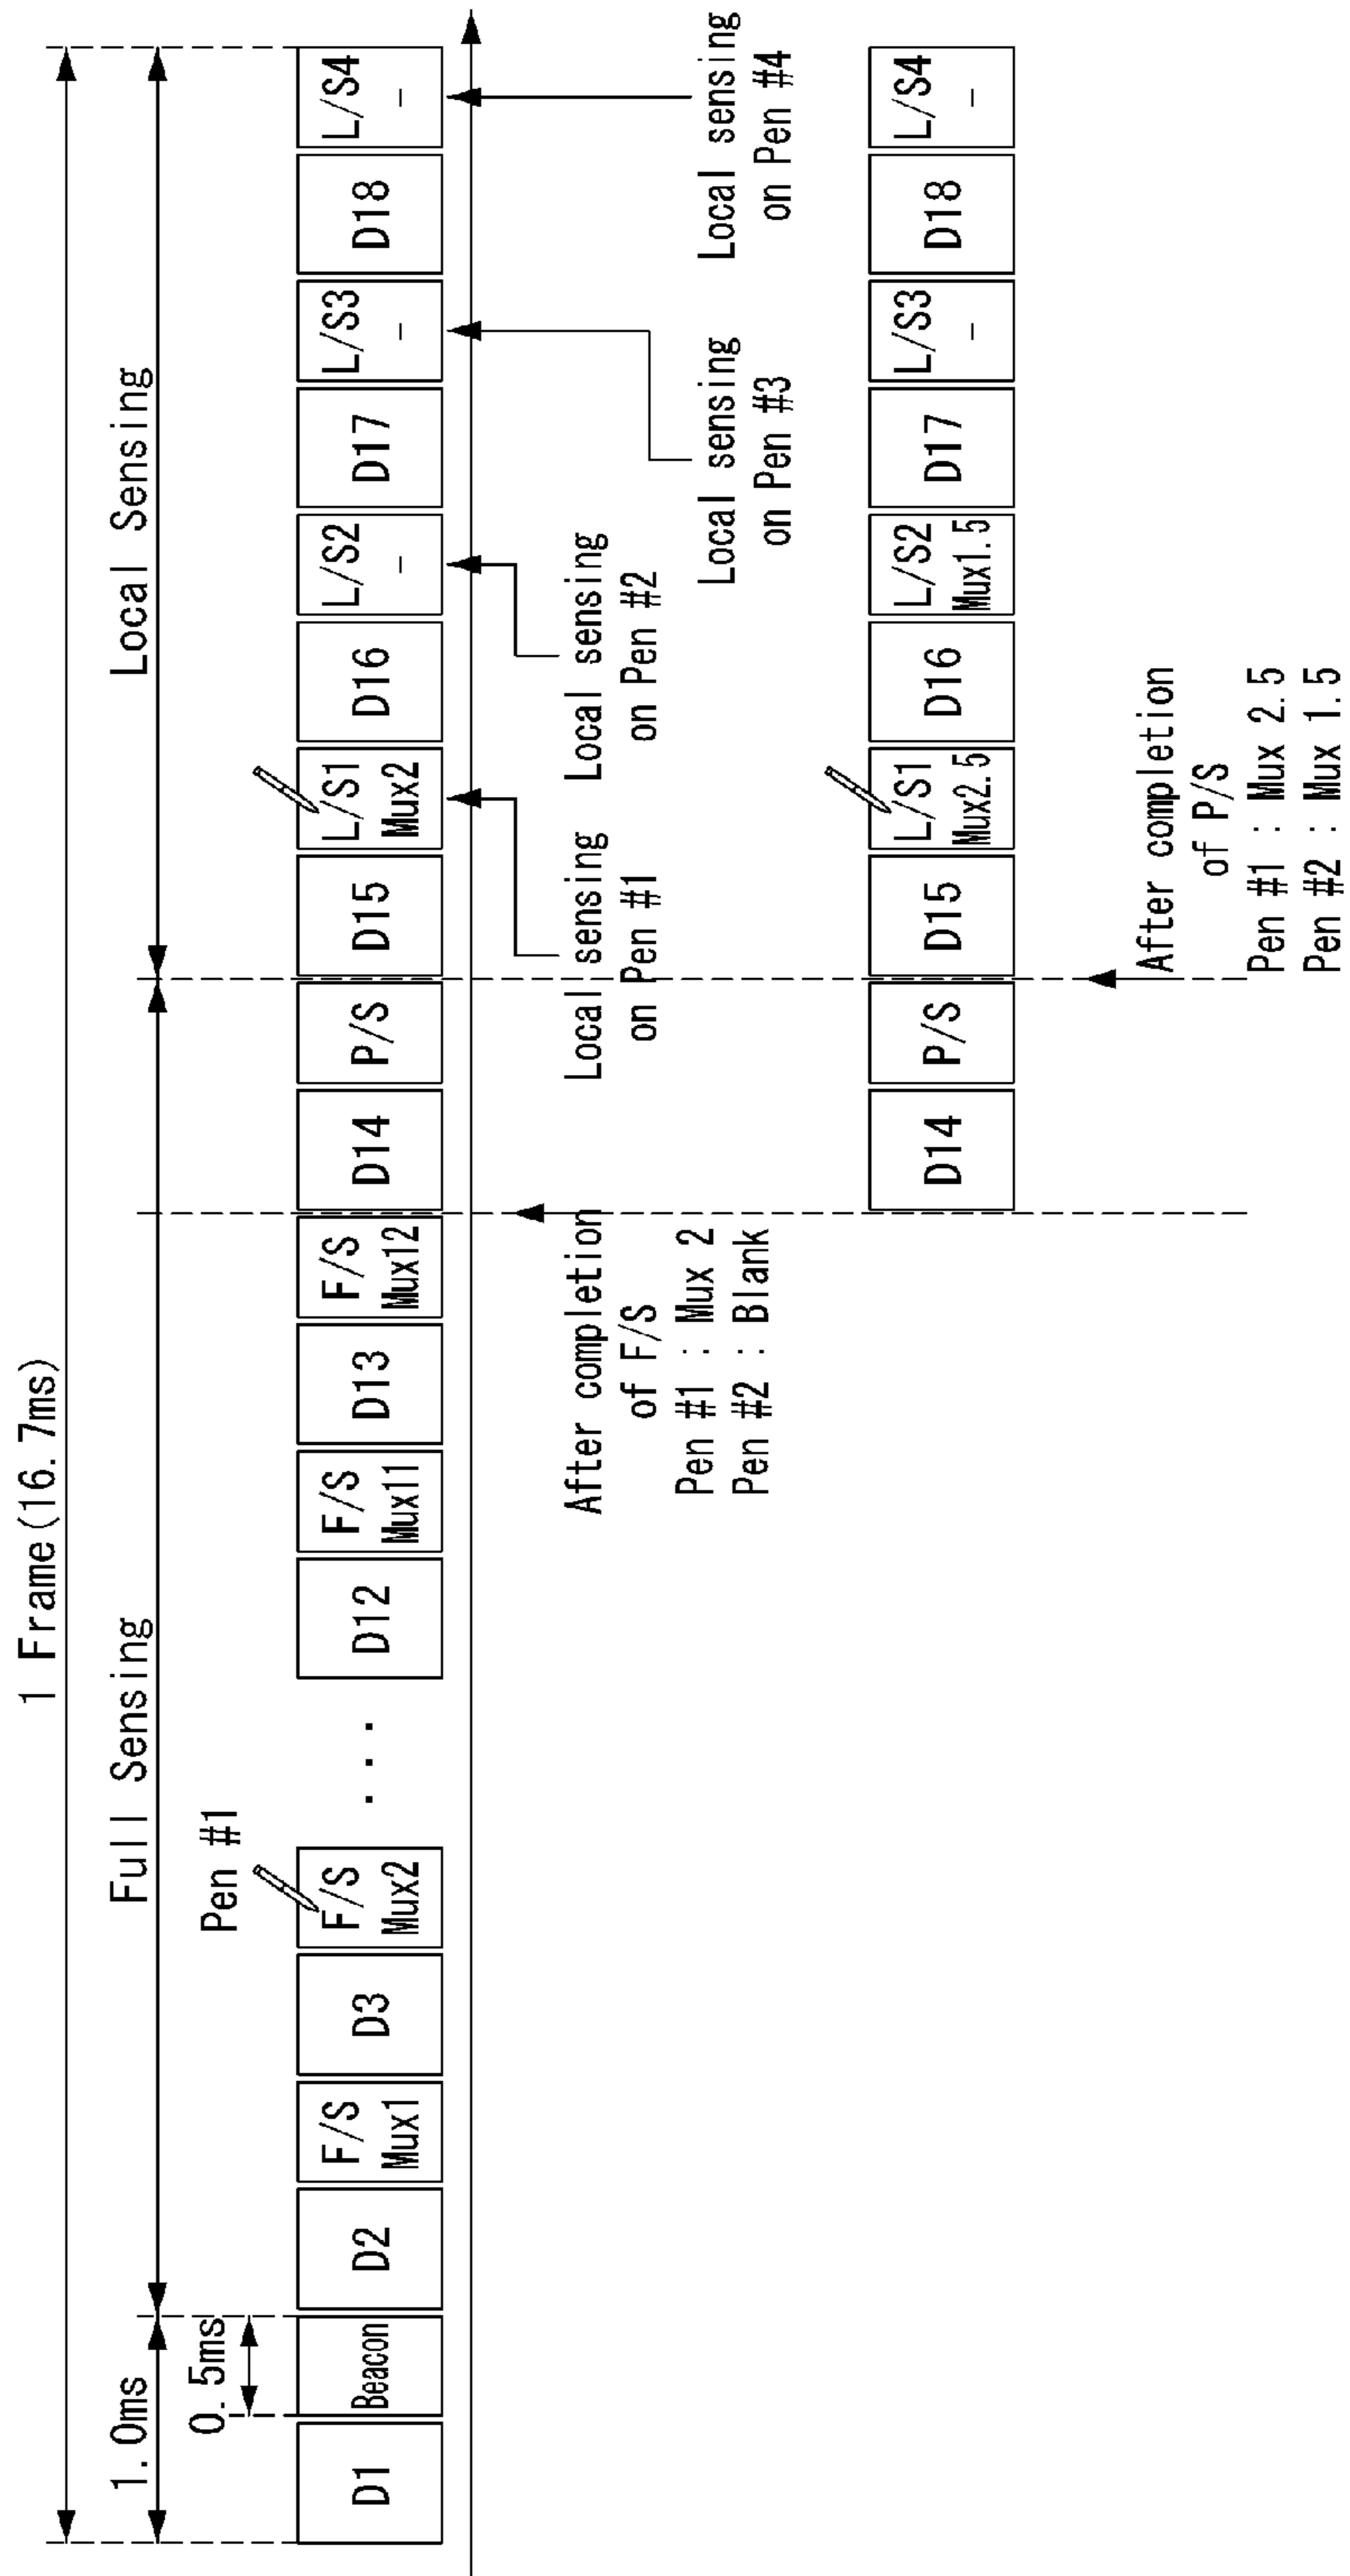 1 Frame(16.7ms)
1.0ms
Full Sensing
Local Sensing
0.5ms
Pen #1
D1
Beacon
D2
F/S
Mux1
D3
F/S
Mux2
. . .
D12
F/S
Mux11
D13
F/S
Mux12
D14
P/S
D15
L/S1
Mux2
D16
L/S2
-
D17
L/S3
-
D18
L/S4
-
After completion
of F/S
Pen #1 : Mux 2
Pen #2 : Blank
Local sensing
on Pen #1
Local sensing
on Pen #2
Local sensing
on Pen #3
Local sensing
on Pen #4
D14
P/S
D15
L/S1
Mux2.5
D16
L/S2
Mux1.5
D17
L/S3
-
D18
L/S4
-
After completion
of P/S
Pen #1 : Mux 2.5
Pen #2 : Mux 1.5